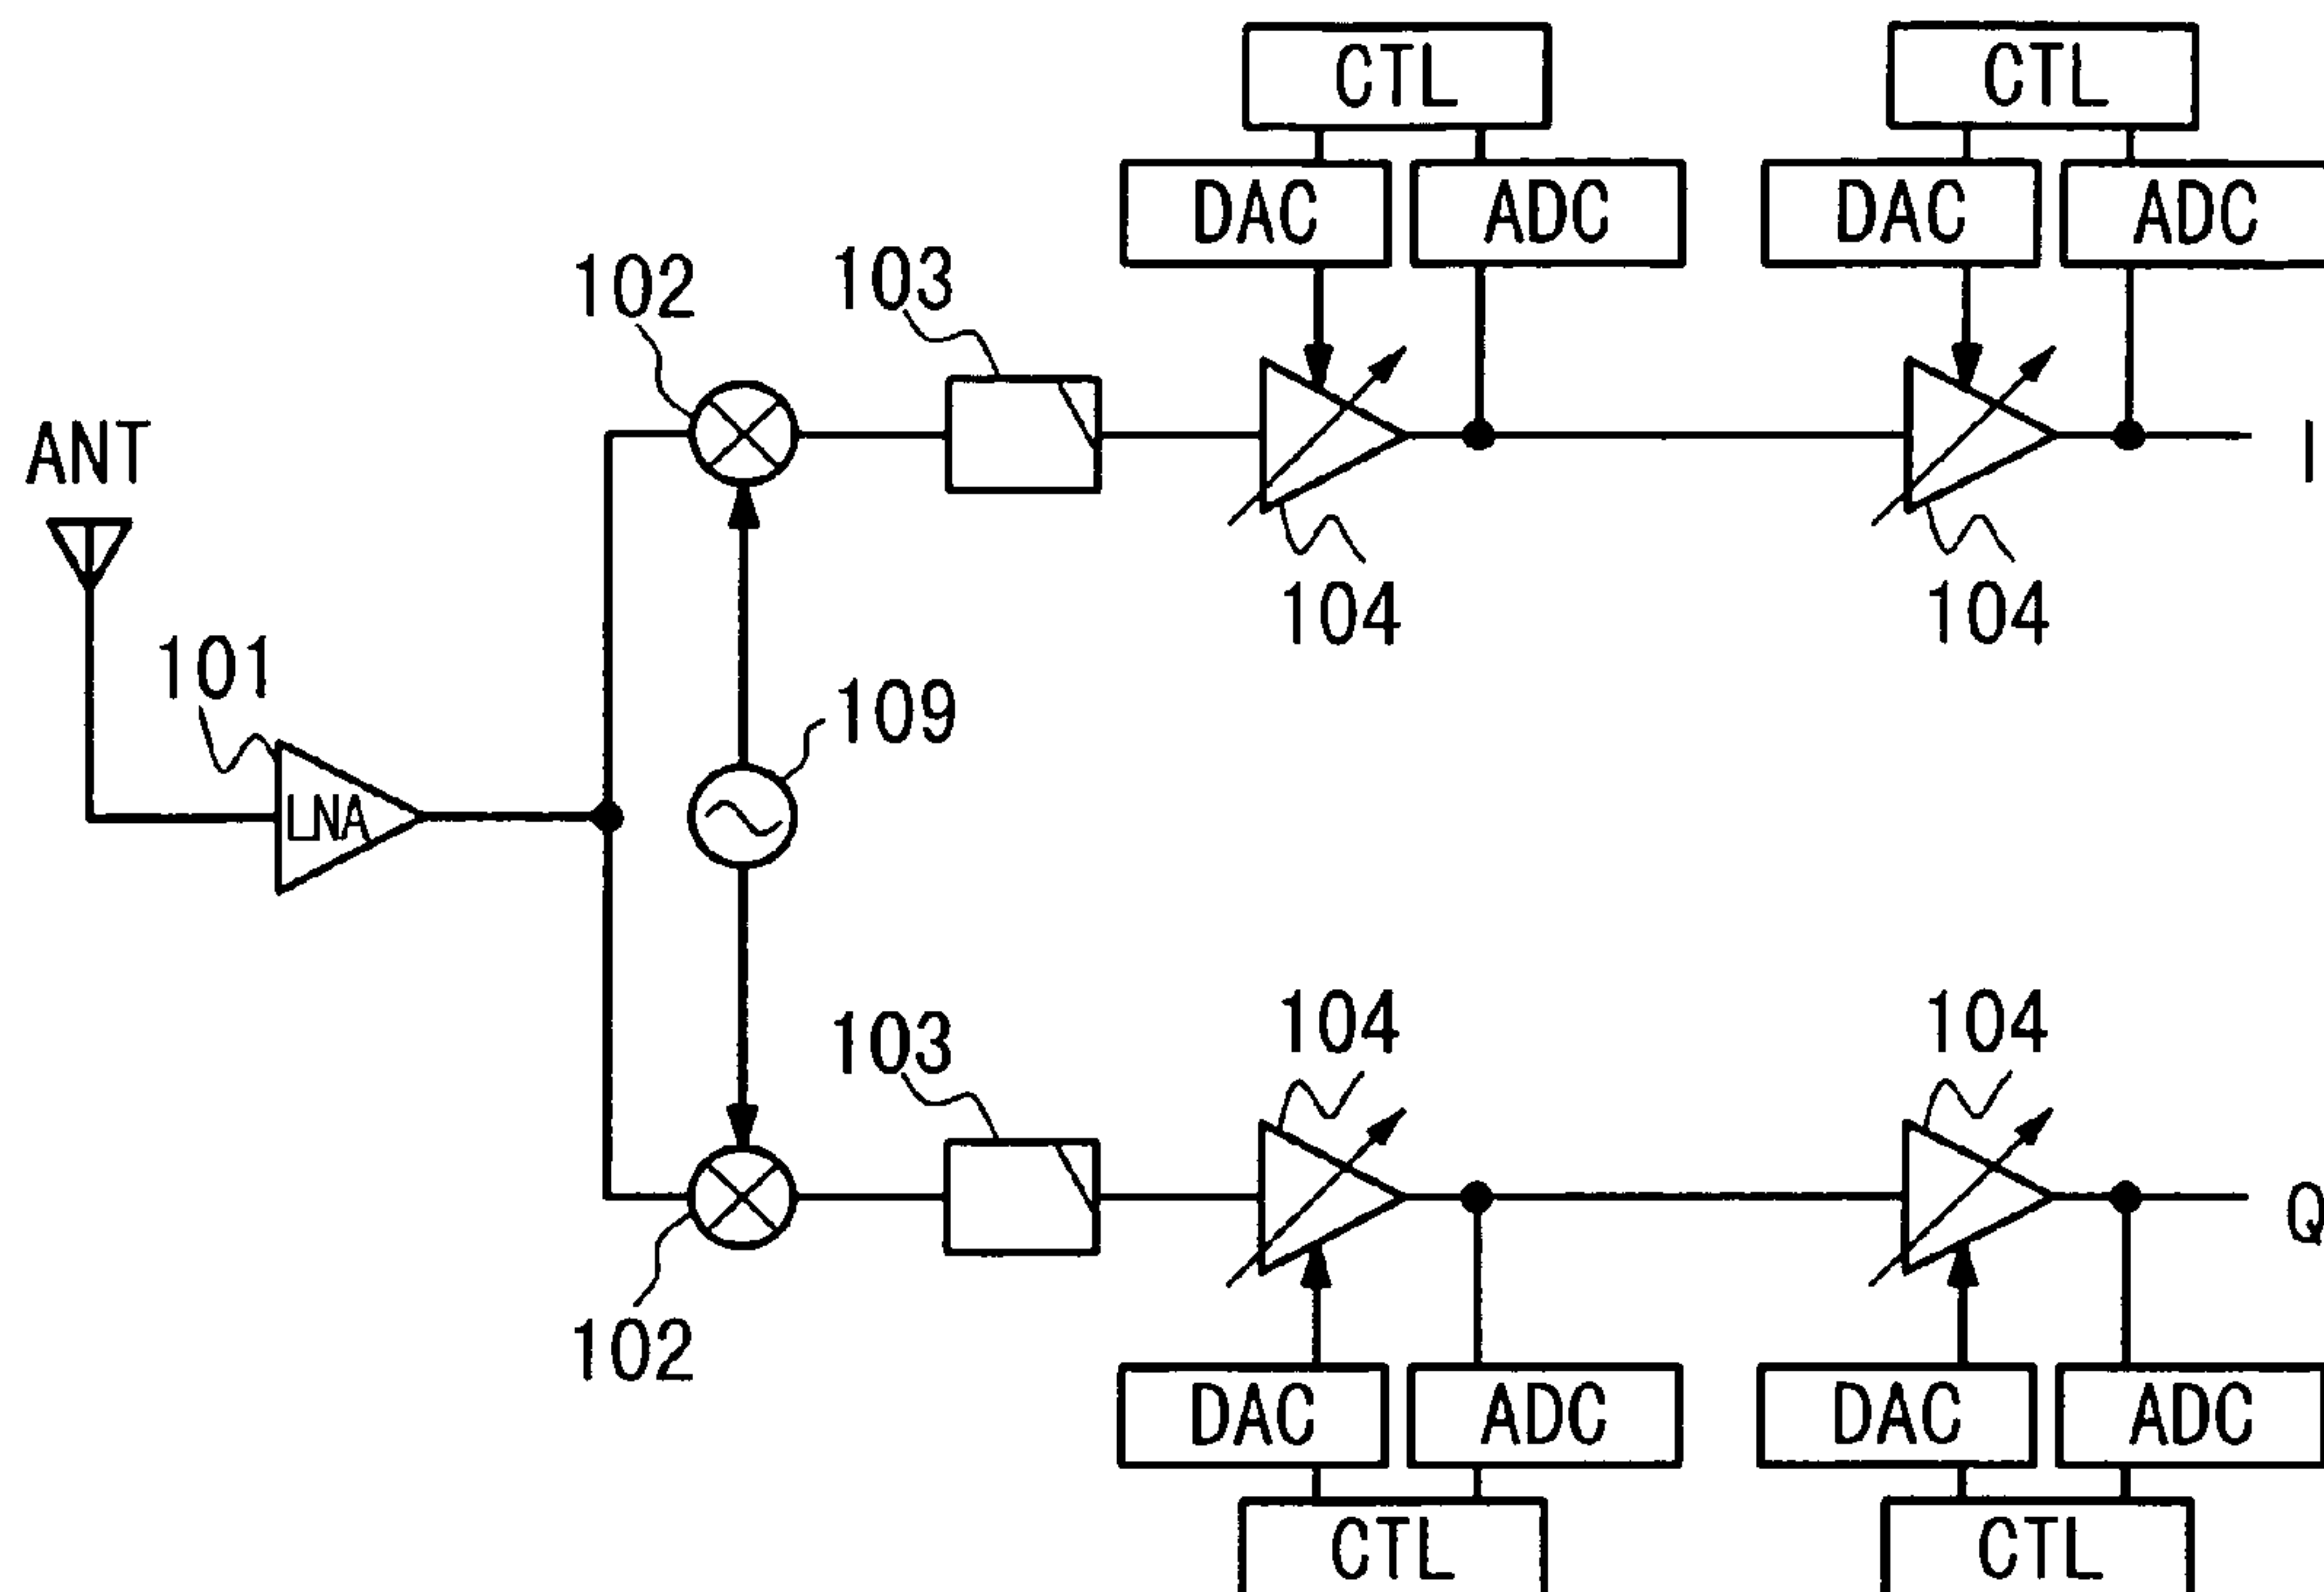 CTL CTL
DAC ADC DAC ADC
102 103
ANT
I
104 104
101
109
LNA
103 104 104
Q
102
DAC ADC DAC ADC
CTL CTL